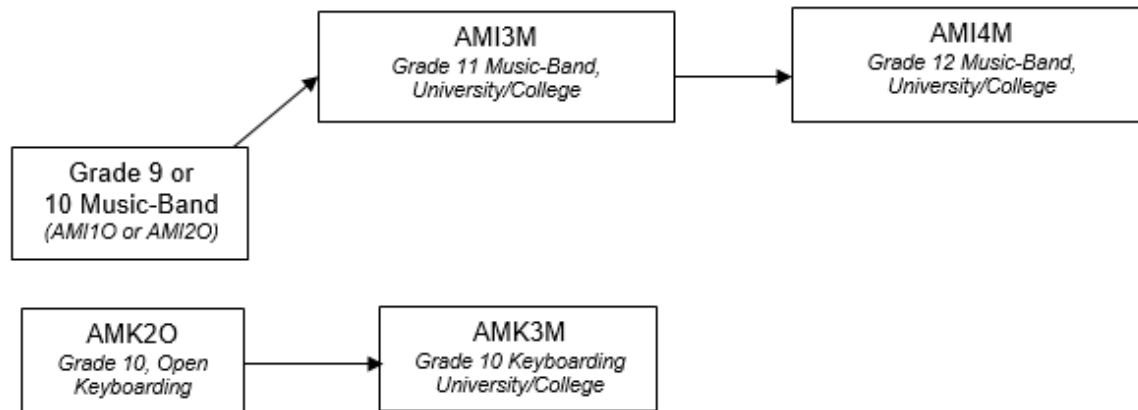 AMI3M
Grade 11 Music-Band,
University/College
AMI4M
Grade 12 Music-Band,
University/College
Grade 9 or
10 Music-Band
(AMI1O or AMI2O)
AMK2O
Grade 10, Open
Keyboarding
AMK3M
Grade 10 Keyboarding
University/College